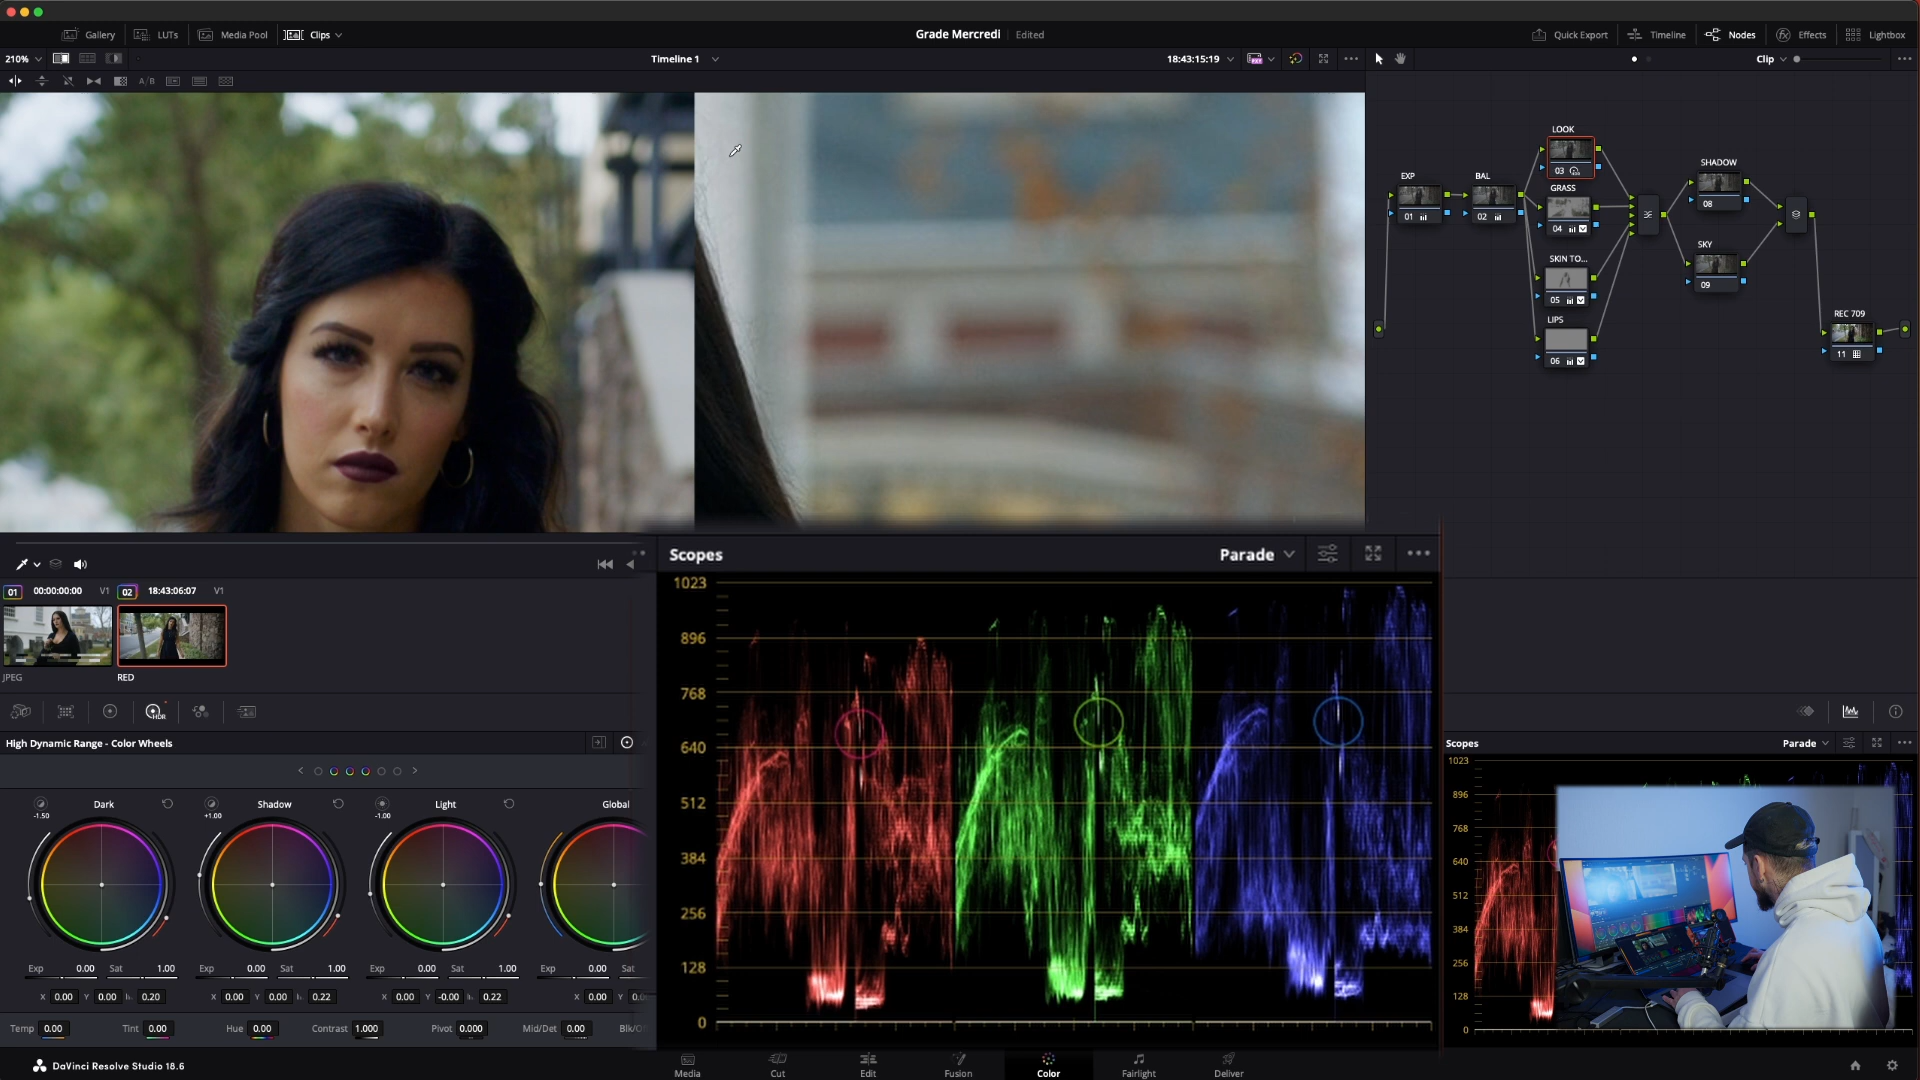 Gallery LUTs Media Pool Clips Grade Mercredi Edited Quick Export Timeline Nodes Effects Lightbox
210% Timeline 1 18:43:15:19 Clip
A/B
LOOK
03
EXP
01
BAL
02
GRASS
04
SKIN TO...
05
LIPS
06
SHADOW
08
SKY
09
REC 709
11
01 00:00:00:00 V1 02 18:43:06:07 V1
JPEG RED
HDR
High Dynamic Range - Color Wheels
Dark Shadow Light Global
-1.50 +1.00 -1.00
Exp 0.00 Sat 1.00 Exp 0.00 Sat 1.00 Exp 0.00 Sat 1.00 Exp 0.00 Sat
X 0.00 Y 0.00 0.20 X 0.00 Y 0.00 0.22 X 0.00 Y -0.00 0.22 X 0.00 Y
Temp 0.00 Tint 0.00 Hue 0.00 Contrast 1.000 Pivot 0.000 Mid/Det 0.00
Scopes Parade
1023
896
768
640
512
384
256
128
0
Scopes Parade
1023
896
768
640
512
384
256
128
0
DaVinci Resolve Studio 18.6
Media Cut Edit Fusion Color Fairlight Deliver